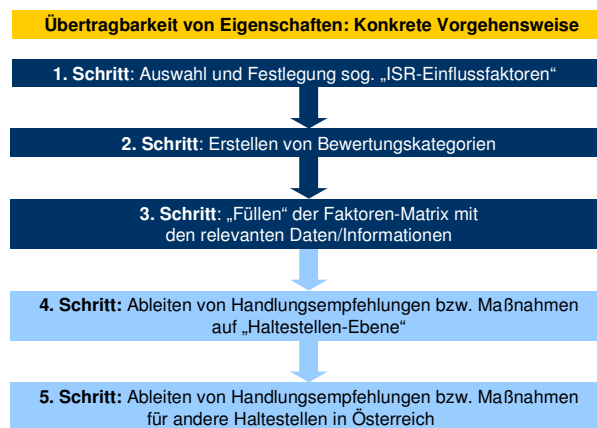 Übertragbarkeit von Eigenschaften: Konkrete Vorgehensweise
1. Schritt: Auswahl und Festlegung sog. „ISR-Einflussfaktoren“
2. Schritt: Erstellen von Bewertungskategorien
3. Schritt: „Füllen“ der Faktoren-Matrix mit
den relevanten Daten/Informationen
4. Schritt: Ableiten von Handlungsempfehlungen bzw. Maßnahmen
auf „Haltestellen-Ebene“
5. Schritt: Ableiten von Handlungsempfehlungen bzw. Maßnahmen
für andere Haltestellen in Österreich